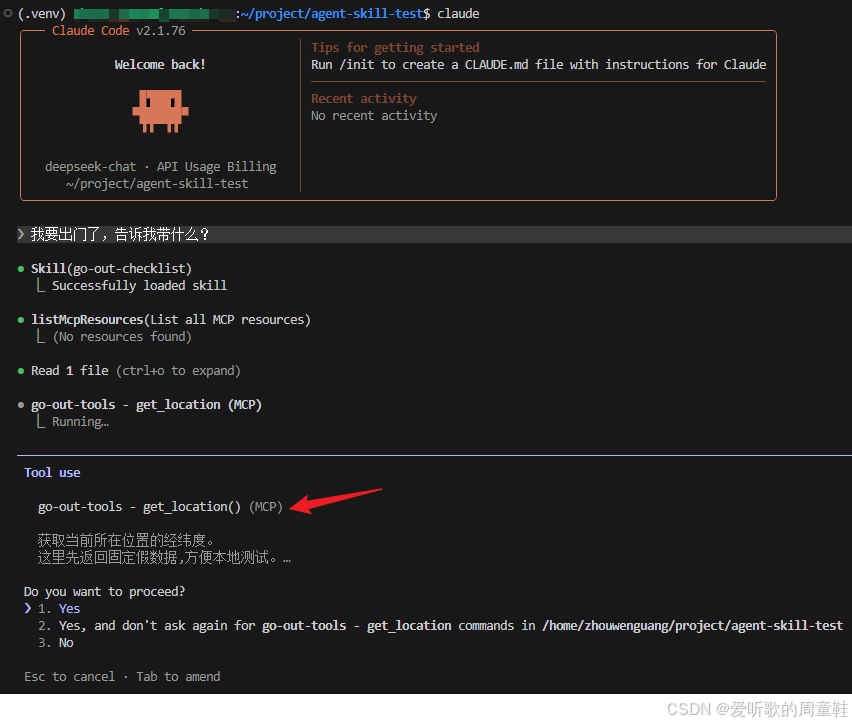 (.venv) :~/project/agent-skill-test$ claude
Claude Code v2.1.76
Welcome back!
deepseek-chat · API Usage Billing
~/project/agent-skill-test
Tips for getting started
Run /init to create a CLAUDE.md file with instructions for Claude
Recent activity
No recent activity
❯ 我要出门了，告诉我带什么？
● Skill(go-out-checklist)
⎣ Successfully loaded skill
● listMcpResources(List all MCP resources)
⎣ (No resources found)
● Read 1 file (ctrl+o to expand)
● go-out-tools - get_location (MCP)
⎣ Running…
Tool use
go-out-tools - get_location() (MCP)
获取当前所在位置的经纬度。
这里先返回固定假数据,方便本地测试。…
Do you want to proceed?
❯ 1. Yes
2. Yes, and don't ask again for go-out-tools - get_location commands in /home/zhouwenguang/project/agent-skill-test
3. No
Esc to cancel · Tab to amend
CSDN @爱听歌的周童鞋